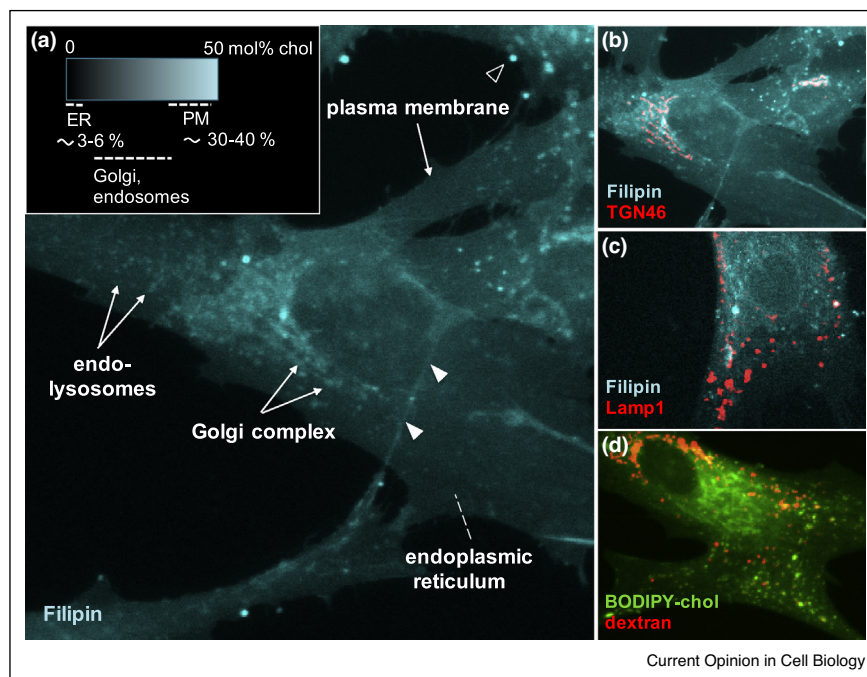 (a)
0 50 mol% chol
ER PM
~3-6 % ~ 30-40 %
Golgi,
endosomes
plasma membrane
endo-
lysosomes
Golgi complex
endoplasmic
reticulum
Filipin
(b)
Filipin
TGN46
(c)
Filipin
Lamp1
(d)
BODIPY-chol
dextran
Current Opinion in Cell Biology